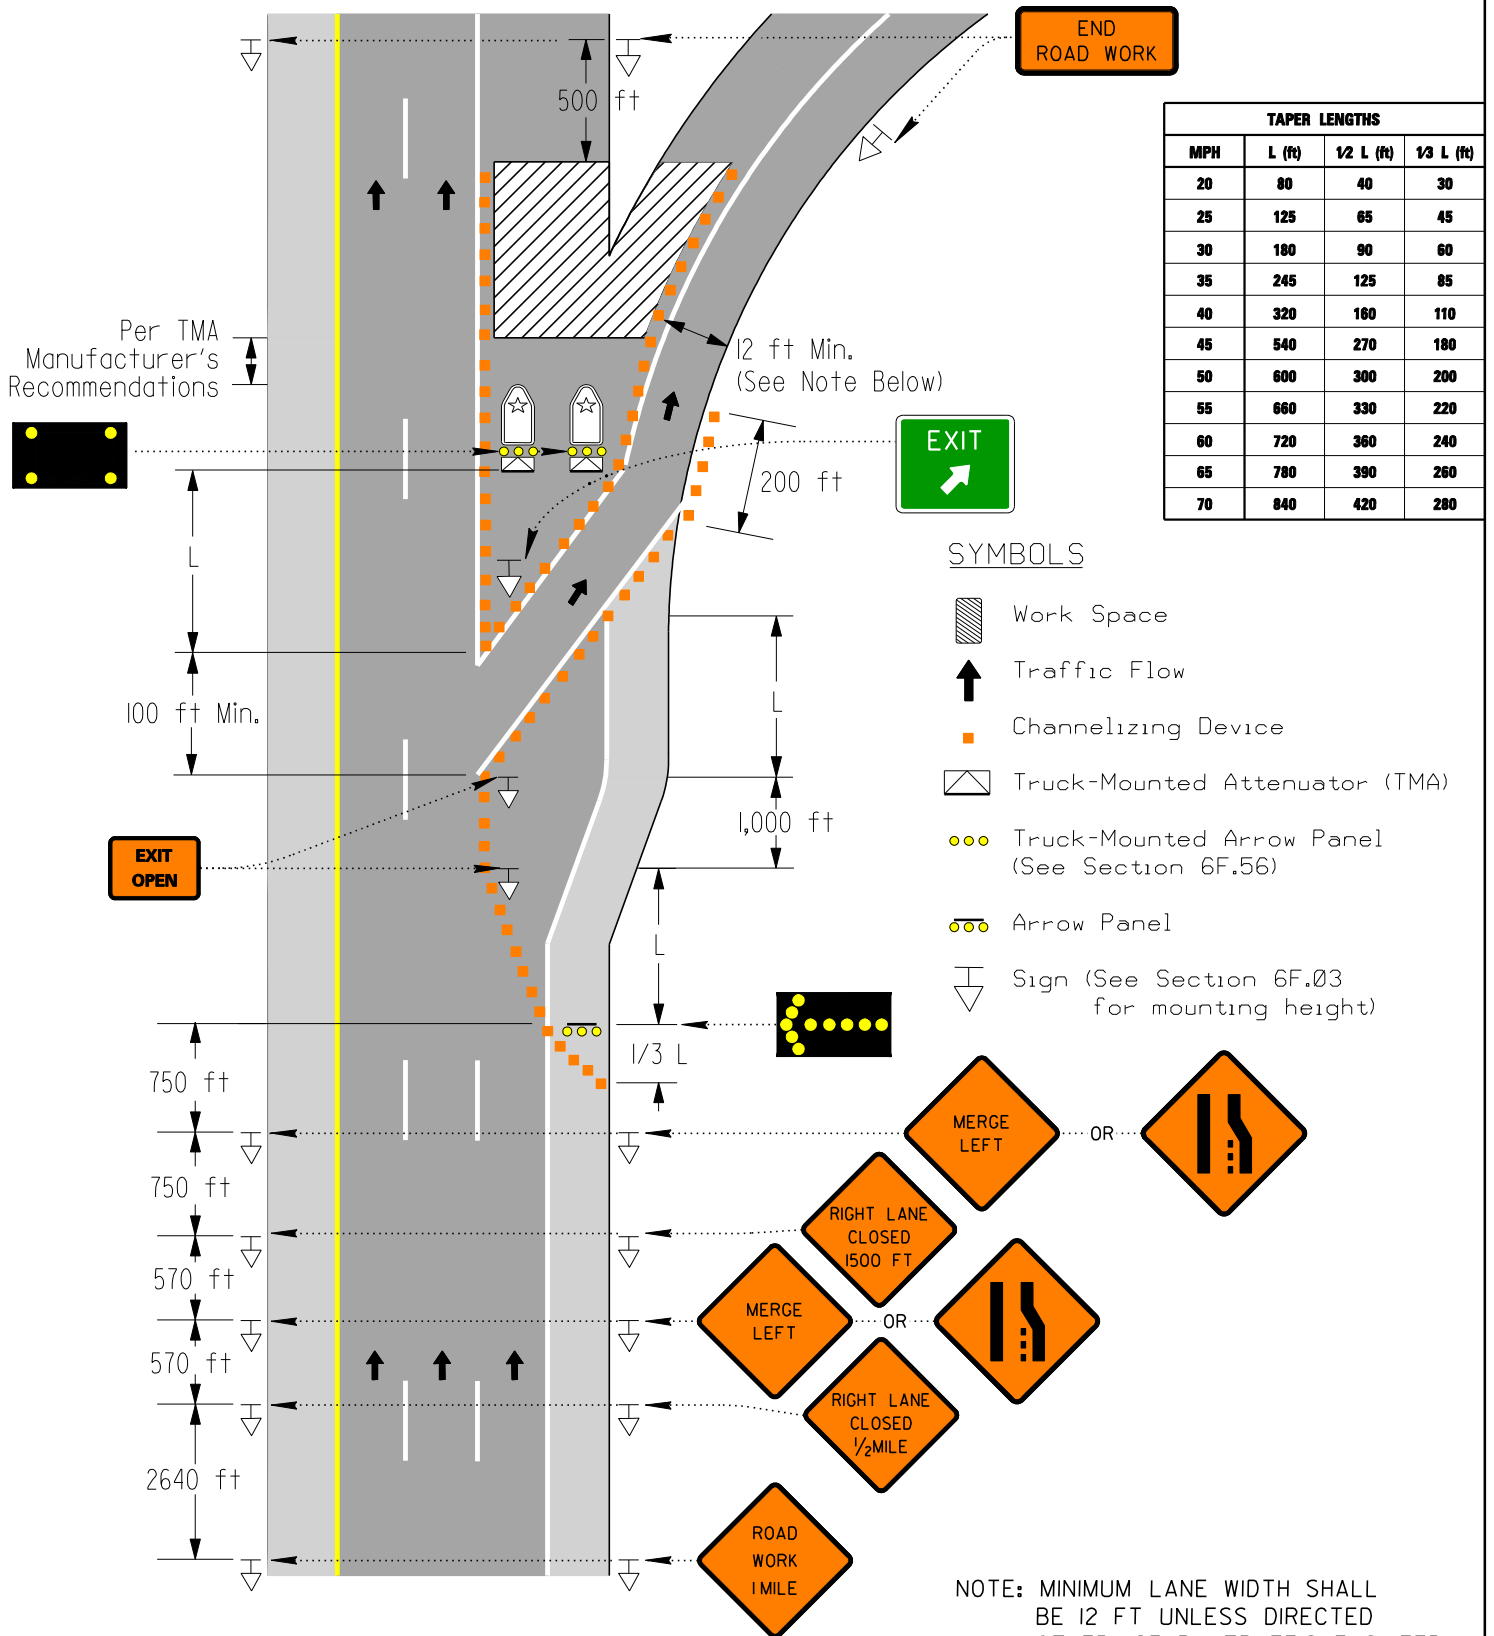 END
ROAD WORK
500 ft
TAPER LENGTHS
MPH L (ft) 1/2 L (ft) 1/3 L (ft)
20 80 40 30
25 125 65 45
30 180 90 60
35 245 125 85
40 320 160 110
45 540 270 180
50 600 300 200
55 660 330 220
60 720 360 240
65 780 390 260
70 840 420 280
Per TMA
Manufacturer's
Recommendations
12 ft Min.
(See Note Below)
EXIT
200 ft
L
100 ft Min.
L
1,000 ft
EXIT
OPEN
L
1/3 L
SYMBOLS
Work Space
Traffic Flow
Channelizing Device
Truck-Mounted Attenuator (TMA)
Truck-Mounted Arrow Panel
(See Section 6F.56)
Arrow Panel
Sign (See Section 6F.03
for mounting height)
750 ft
MERGE
LEFT
OR
750 ft
RIGHT LANE
CLOSED
1500 FT
570 ft
MERGE
LEFT
OR
570 ft
RIGHT LANE
CLOSED
1/2 MILE
2640 ft
ROAD
WORK
1 MILE
NOTE: MINIMUM LANE WIDTH SHALL
BE 12 FT UNLESS DIRECTED